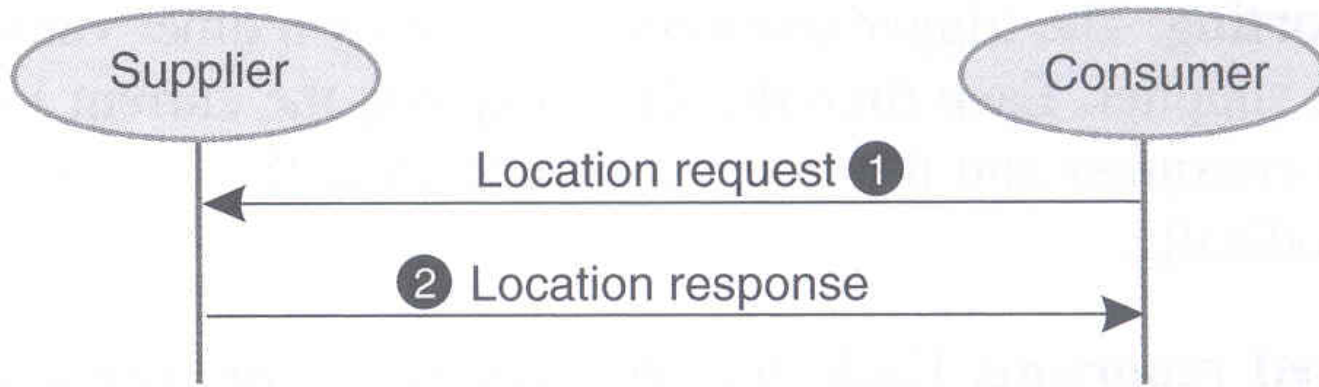 Supplier
Consumer
Location request 1
2 Location response